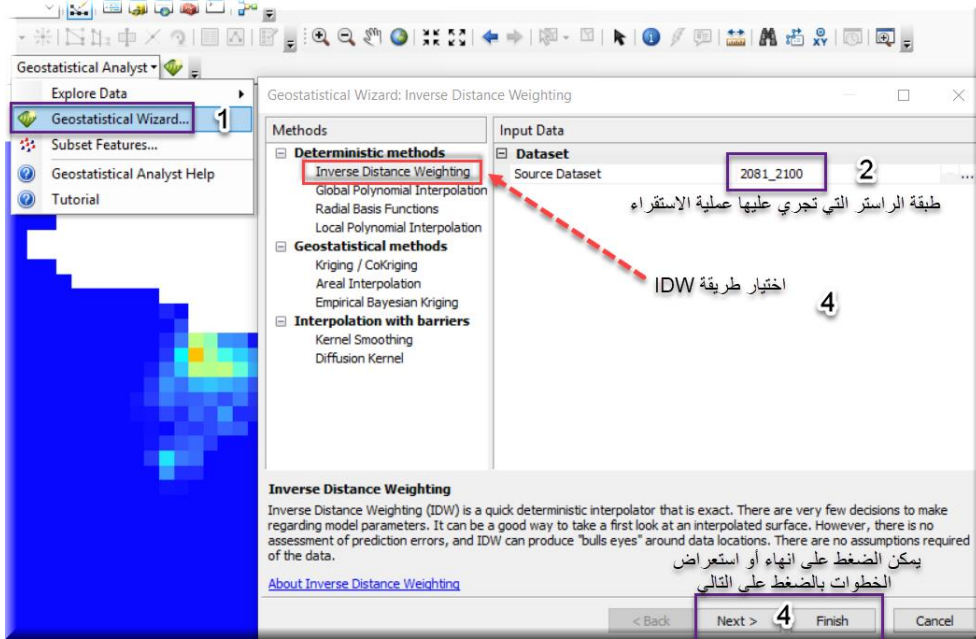 Geostatistical Analyst
Explore Data
Geostatistical Wizard... 1
Subset Features...
Geostatistical Analyst Help
Tutorial
Geostatistical Wizard: Inverse Distance Weighting
Methods
Deterministic methods
Inverse Distance Weighting
Global Polynomial Interpolation
Radial Basis Functions
Local Polynomial Interpolation
Geostatistical methods
Kriging / CoKriging
Areal Interpolation
Empirical Bayesian Kriging
Interpolation with barriers
Kernel Smoothing
Diffusion Kernel
Input Data
Dataset
Source Dataset 2081_2100 2 ...
طبقة الراستر التي تجري عليها عملية الاستقراء
اختيار طريقة IDW
4
Inverse Distance Weighting
Inverse Distance Weighting (IDW) is a quick deterministic interpolator that is exact. There are very few decisions to make
regarding model parameters. It can be a good way to take a first look at an interpolated surface. However, there is no
assessment of prediction errors, and IDW can produce "bulls eyes" around data locations. There are no assumptions required
of the data.
يمكن الضغط على انهاء أو استعراض
الخطوات بالضغط على التالي
About Inverse Distance Weighting
< Back Next > 4 Finish Cancel